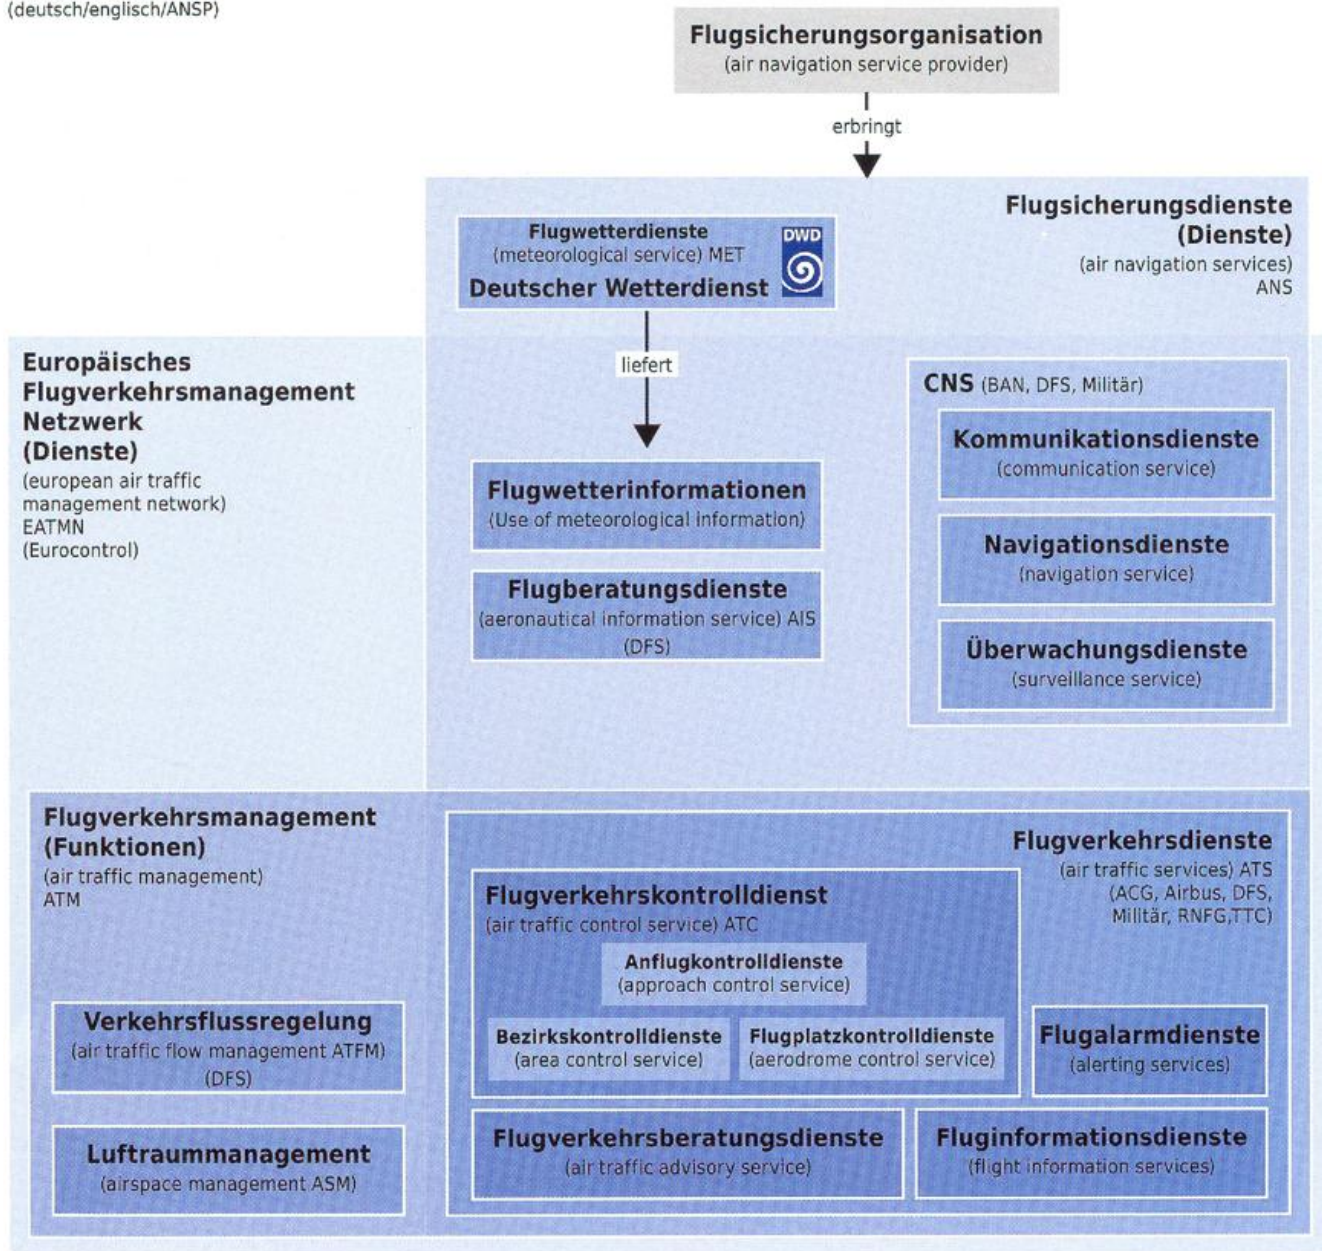 (deutsch/englisch/ANSP)
Flugsicherungsorganisation
(air navigation service provider)
erbringt
Flugsicherungsdienste
(Dienste)
(air navigation services)
ANS
Flugwetterdienste
(meteorological service) MET
Deutscher Wetterdienst
DWD
liefert
Europäisches
Flugverkehrsmanagement
Netzwerk
(Dienste)
(european air traffic
management network)
EATMN
(Eurocontrol)
Flugwetterinformationen
(Use of meteorological information)
Flugberatungsdienste
(aeronautical information service) AIS
(DFS)
CNS (BAN, DFS, Militär)
Kommunikationsdienste
(communication service)
Navigationsdienste
(navigation service)
Überwachungsdienste
(surveillance service)
Flugverkehrsmanagement
(Funktionen)
(air traffic management)
ATM
Verkehrsflussregelung
(air traffic flow management ATFM)
(DFS)
Luftraummanagement
(airspace management ASM)
Flugverkehrsdienste
(air traffic services) ATS
(ACG, Airbus, DFS,
Militär, RNFG,TTC)
Flugverkehrskontrolldienst
(air traffic control service) ATC
Anflugkontrolldienste
(approach control service)
Bezirkskontrolldienste
(area control service)
Flugplatzkontrolldienste
(aerodrome control service)
Flugalarmdienste
(alerting services)
Flugverkehrsberatungsdienste
(air traffic advisory service)
Fluginformationsdienste
(flight information services)